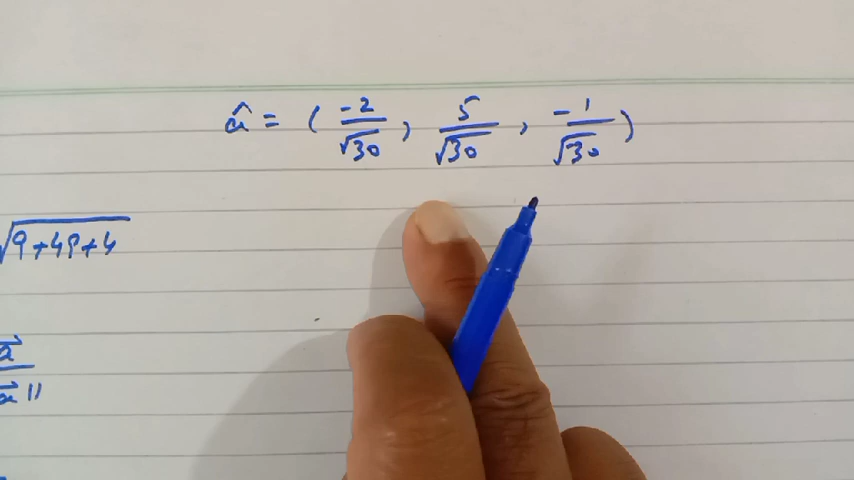 â = ( -2/√30 , 5/√30 , -1/√30 )
√9+49+4
a⃗
a⃗ ||